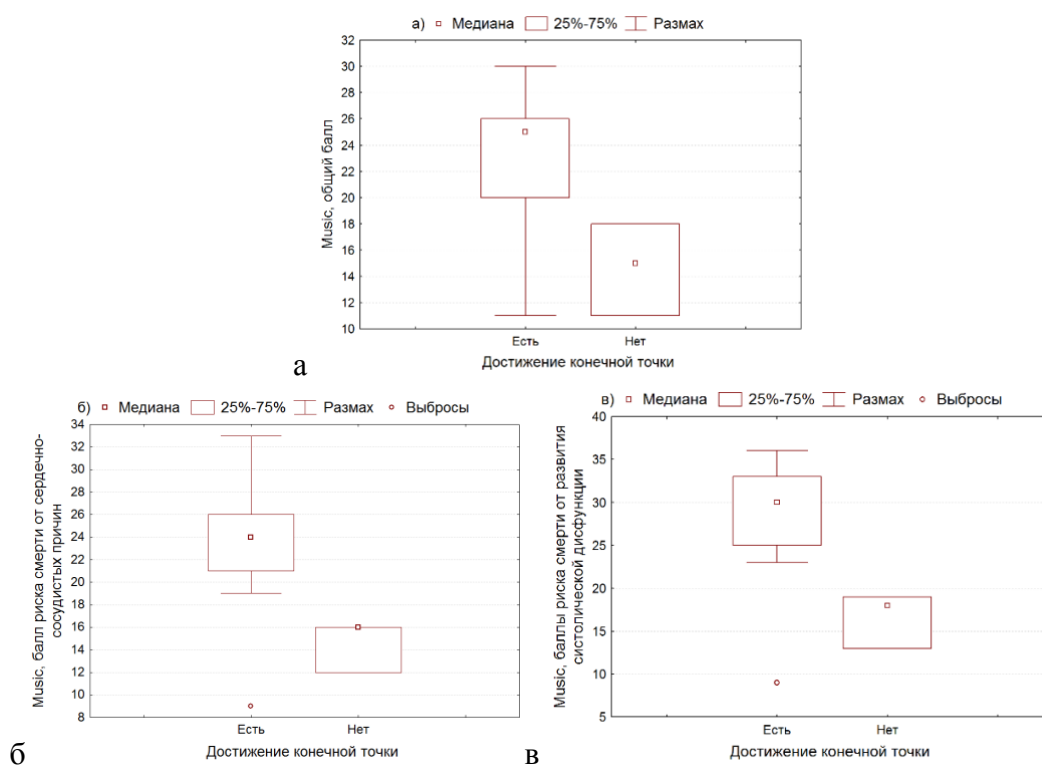 а) Медиана 25%-75% Размах
32
30
28
26
24
22
20
18
16
14
12
10
Music, общий балл
Есть Нет
Достижение конечной точки
а
б) Медиана 25%-75% Размах Выбросы
34
32
30
28
26
24
22
20
18
16
14
12
10
8
Music, балл риска смерти от сердечно-
сосудистых причин
Есть Нет
Достижение конечной точки
б
в) Медиана 25%-75% Размах Выбросы
40
35
30
25
20
15
10
5
Music, баллы риска смерти от развития
систолической дисфункции
Есть Нет
Достижение конечной точки
в